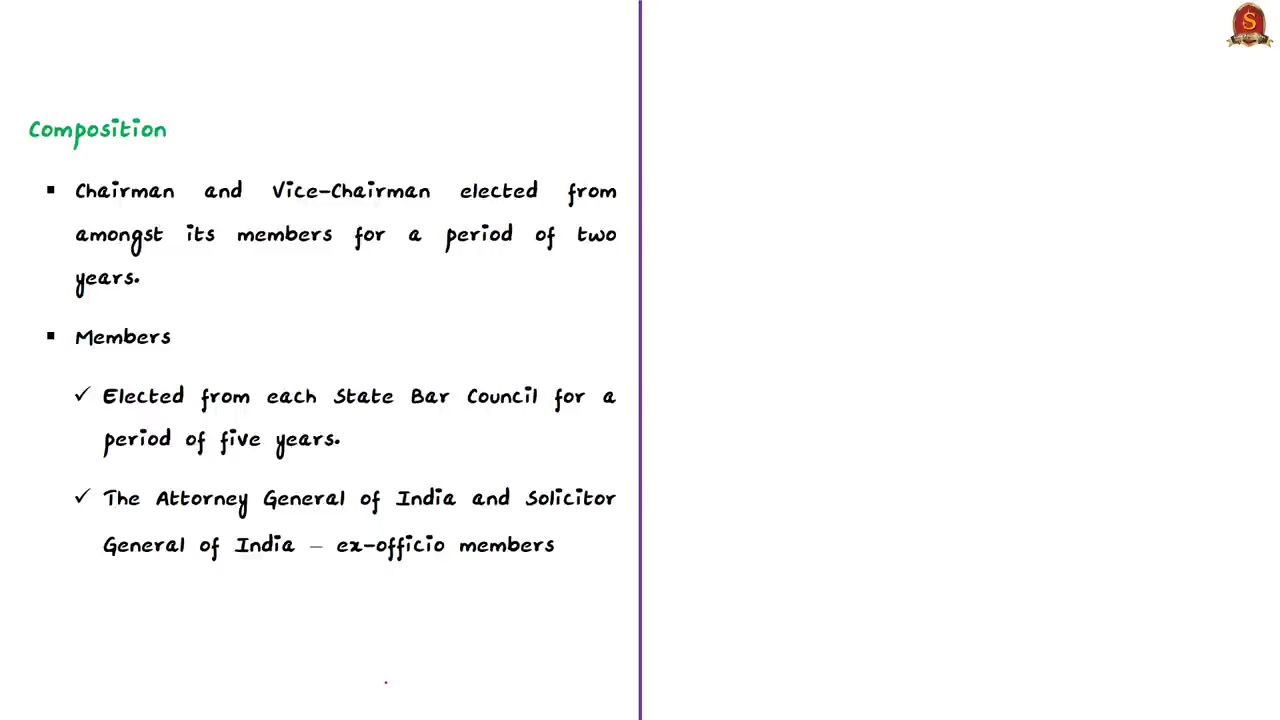 Composition
▪ Chairman and Vice-Chairman elected from
amongst its members for a period of two
years.
▪ Members
✓ Elected from each State Bar Council for a
period of five years.
✓ The Attorney General of India and Solicitor
General of India – ex-officio members
S